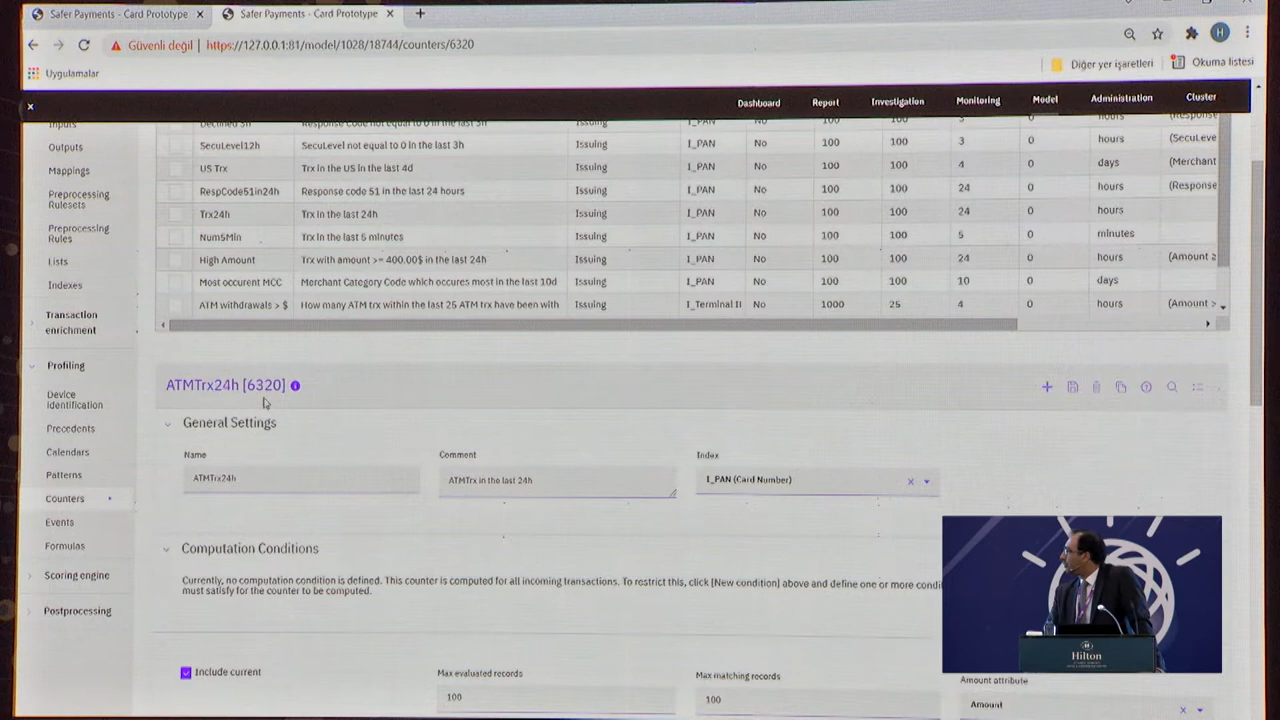 Safer Payments - Card Prototype
Safer Payments - Card Prototype
Güvenli değil
https://127.0.0.1:81/model/1028/18744/counters/6320
H
Uygulamalar
Diğer yer işaretleri
Okuma listesi
Dashboard Report Investigation Monitoring Model Administration Cluster
Inputs
Outputs
Mappings
Preprocessing
Rulesets
Preprocessing
Rules
Lists
Indexes
Transaction
enrichment
Profiling
Device
identification
Precedents
Calendars
Patterns
Counters
Events
Formulas
Scoring engine
Postprocessing
Declined 3h Response Code not equal to 0 in the last 3h Issuing I_PAN No 100 100 3 0 hours (Response
SecuLevel12h SecuLevel not equal to 0 in the last 3h Issuing I_PAN No 100 100 3 0 hours (SecuLeve
US Trx Trx in the US in the last 4d Issuing I_PAN No 100 100 4 0 days (Merchant
RespCode51in24h Response code 51 in the last 24 hours Issuing I_PAN No 100 100 24 0 hours (Response
Trx24h Trx in the last 24h Issuing I_PAN No 100 100 24 0 hours
Num5Min Trx in the last 5 minutes Issuing I_PAN No 100 100 5 0 minutes
High Amount Trx with amount >= 400.00$ in the last 24h Issuing I_PAN No 100 100 24 0 hours (Amount ≥
Most occurent MCC Merchant Category Code which occures most in the last 10d Issuing I_PAN No 100 100 10 0 days
ATM withdrawals > $ How many ATM trx within the last 25 ATM trx have been with Issuing I_Terminal I No 1000 25 4 0 hours (Amount >
ATMTrx24h [6320]
General Settings
Name
ATMTrx24h
Comment
ATMTrx in the last 24h
Index
I_PAN (Card Number)
Computation Conditions
Currently, no computation condition is defined. This counter is computed for all incoming transactions. To restrict this, click [New condition] above and define one or more condi
must satisfy for the counter to be computed.
Include current
Max evaluated records
100
Max matching records
100
Amount attribute
Amount
Hilton